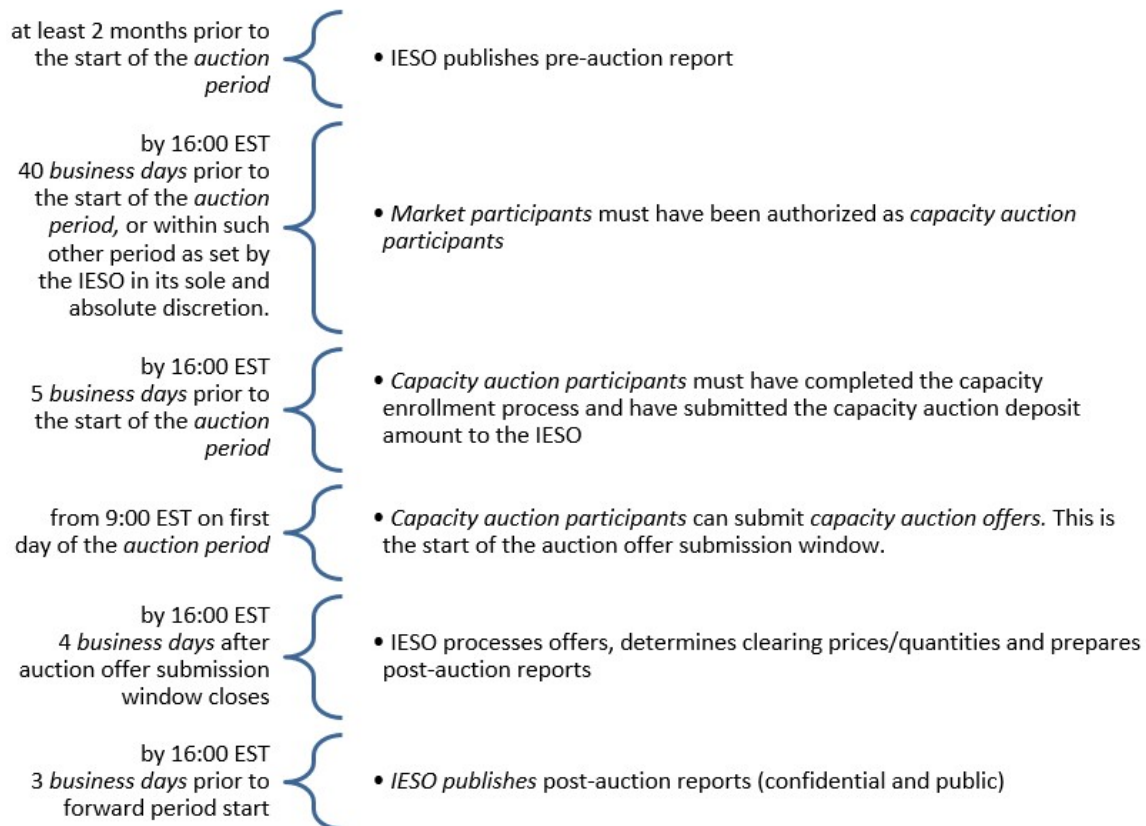 at least 2 months prior to
the start of the auction
period
• IESO publishes pre-auction report
by 16:00 EST
40 business days prior to
the start of the auction
period, or within such
other period as set by
the IESO in its sole and
absolute discretion.
• Market participants must have been authorized as capacity auction
participants
by 16:00 EST
5 business days prior to
the start of the auction
period
• Capacity auction participants must have completed the capacity
enrollment process and have submitted the capacity auction deposit
amount to the IESO
from 9:00 EST on first
day of the auction period
• Capacity auction participants can submit capacity auction offers. This is
the start of the auction offer submission window.
by 16:00 EST
4 business days after
auction offer submission
window closes
• IESO processes offers, determines clearing prices/quantities and prepares
post-auction reports
by 16:00 EST
3 business days prior to
forward period start
• IESO publishes post-auction reports (confidential and public)